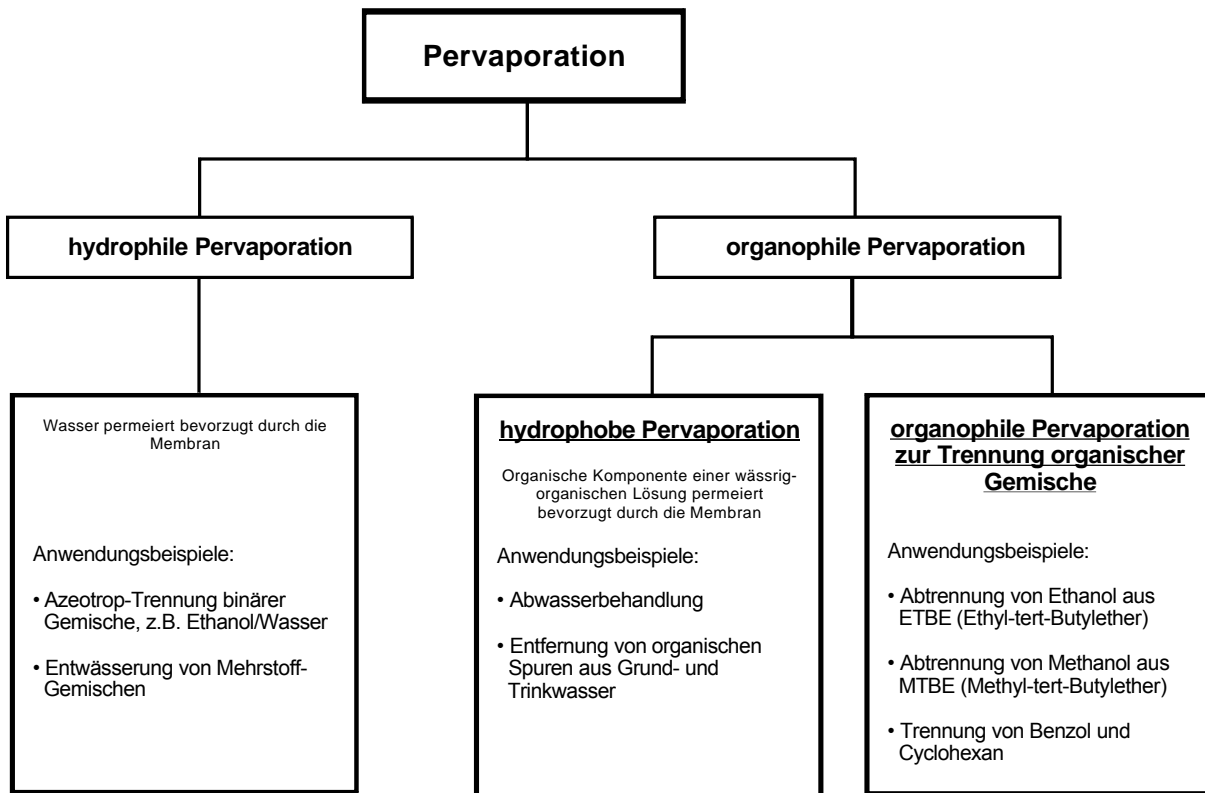 Pervaporation
hydrophile Pervaporation
organophile Pervaporation
Wasser permeiert bevorzugt durch die
Membran
Anwendungsbeispiele:
• Azeotrop-Trennung binärer
Gemische, z.B. Ethanol/Wasser
• Entwässerung von Mehrstoff-
Gemischen
hydrophobe Pervaporation
Organische Komponente einer wässrig-
organischen Lösung permeiert
bevorzugt durch die Membran
Anwendungsbeispiele:
• Abwasserbehandlung
• Entfernung von organischen
Spuren aus Grund- und
Trinkwasser
organophile Pervaporation
zur Trennung organischer
Gemische
Anwendungsbeispiele:
• Abtrennung von Ethanol aus
ETBE (Ethyl-tert-Butylether)
• Abtrennung von Methanol aus
MTBE (Methyl-tert-Butylether)
• Trennung von Benzol und
Cyclohexan